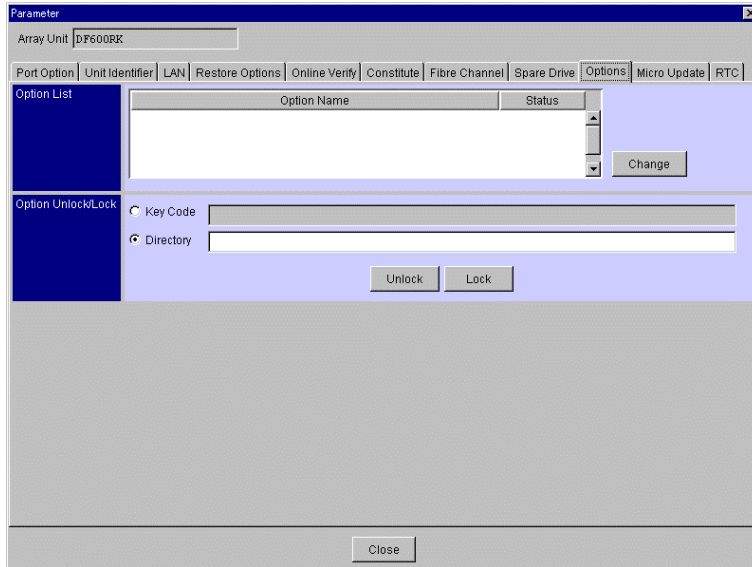 Parameter
Array Unit DF600RK
Port Option Unit Identifier LAN Restore Options Online Verify Constitute Fibre Channel Spare Drive Options Micro Update RTC
Option List
Option Name Status
Change
Option Unlock/Lock
Key Code
Directory
Unlock Lock
Close